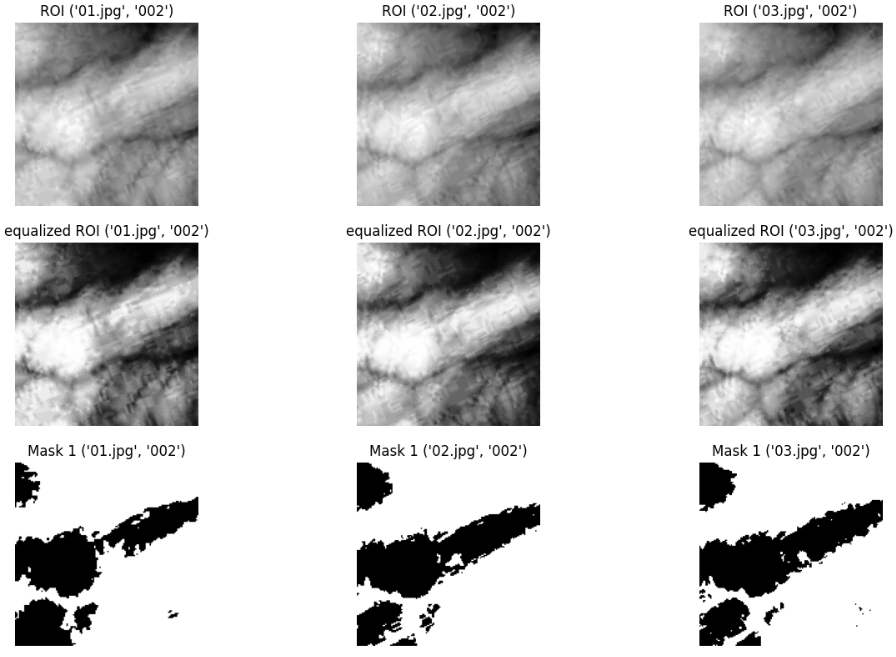 ROI ('01.jpg', '002')
ROI ('02.jpg', '002')
ROI ('03.jpg', '002')
equalized ROI ('01.jpg', '002')
equalized ROI ('02.jpg', '002')
equalized ROI ('03.jpg', '002')
Mask 1 ('01.jpg', '002')
Mask 1 ('02.jpg', '002')
Mask 1 ('03.jpg', '002')